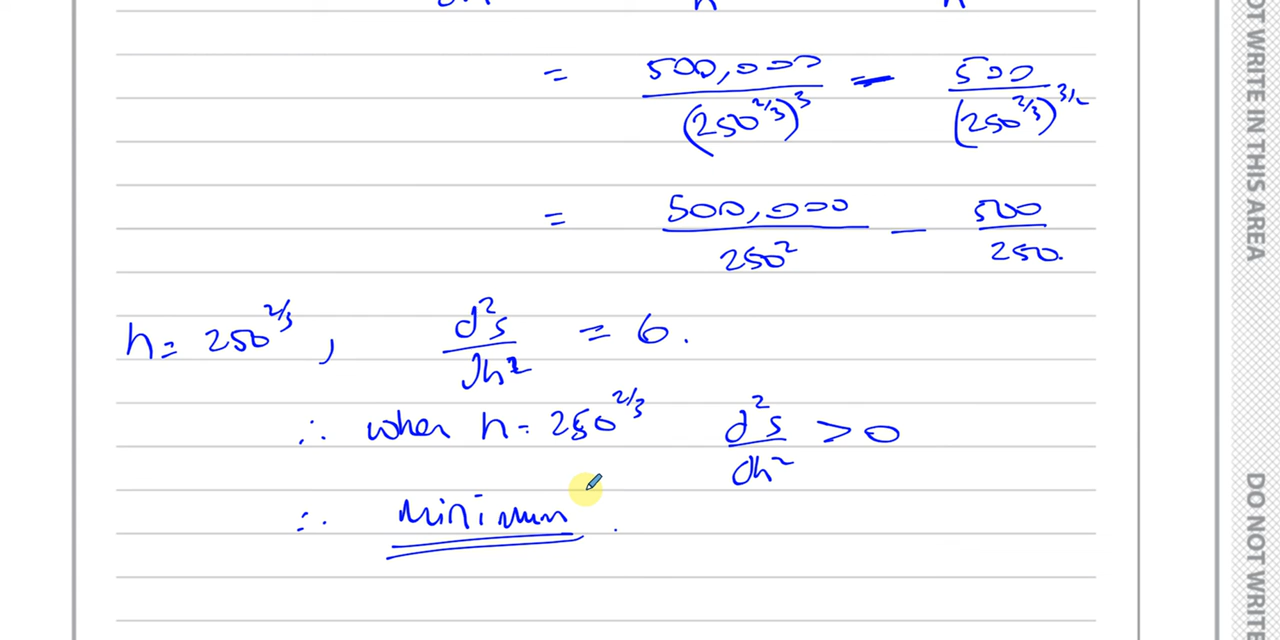 = 500,000/(250^2/3)^3 - 500/(250^2/3)^3/2
= 500,000/250^2 - 500/250.
h = 250^2/3, d^2s/dh^2 = 6.
∴ when h = 250^2/3 d^2s/dh^2 > 0
∴ minimum.
OT WRITE IN THIS AREA
DO NOT WRITE